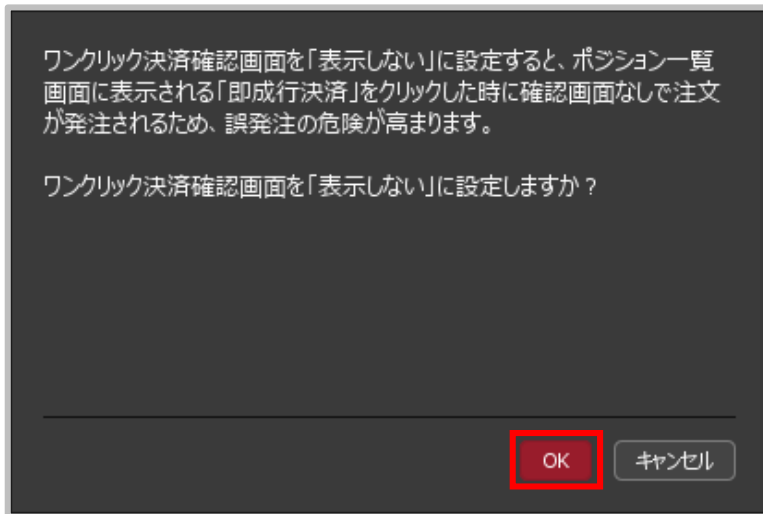 ワンクリック決済確認画面を「表示しない」に設定すると、ポジション一覧
画面に表示される「即成行決済」をクリックした時に確認画面なしで注文
が発注されるため、誤発注の危険が高まります。
ワンクリック決済確認画面を「表示しない」に設定しますか？
OK
キャンセル